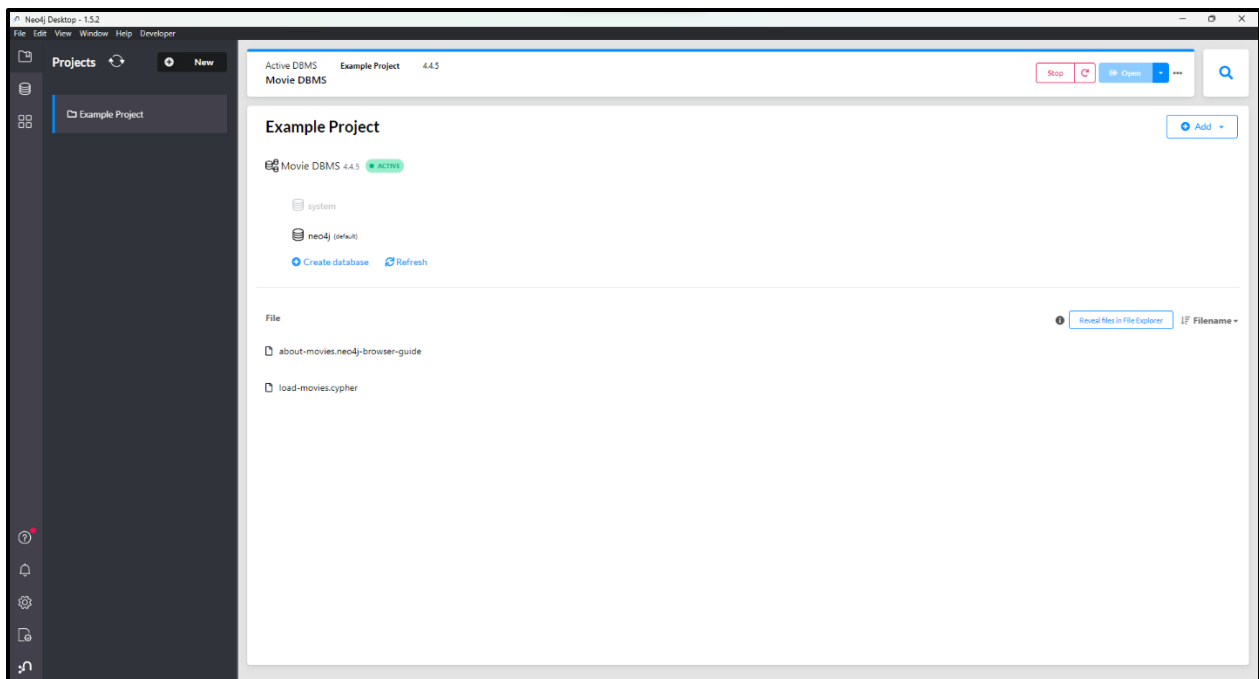 Neo4j Desktop - 1.5.2
File Edit View Window Help Developer
Projects
New
Example Project
Active DBMS Example Project 4.4.5
Movie DBMS
Stop
Open
Example Project
Add
Movie DBMS 4.4.5 ACTIVE
system
neo4j (default)
Create database Refresh
File
Reveal files in File Explorer
Filename
about-movies.neo4j-browser-guide
load-movies.cypher